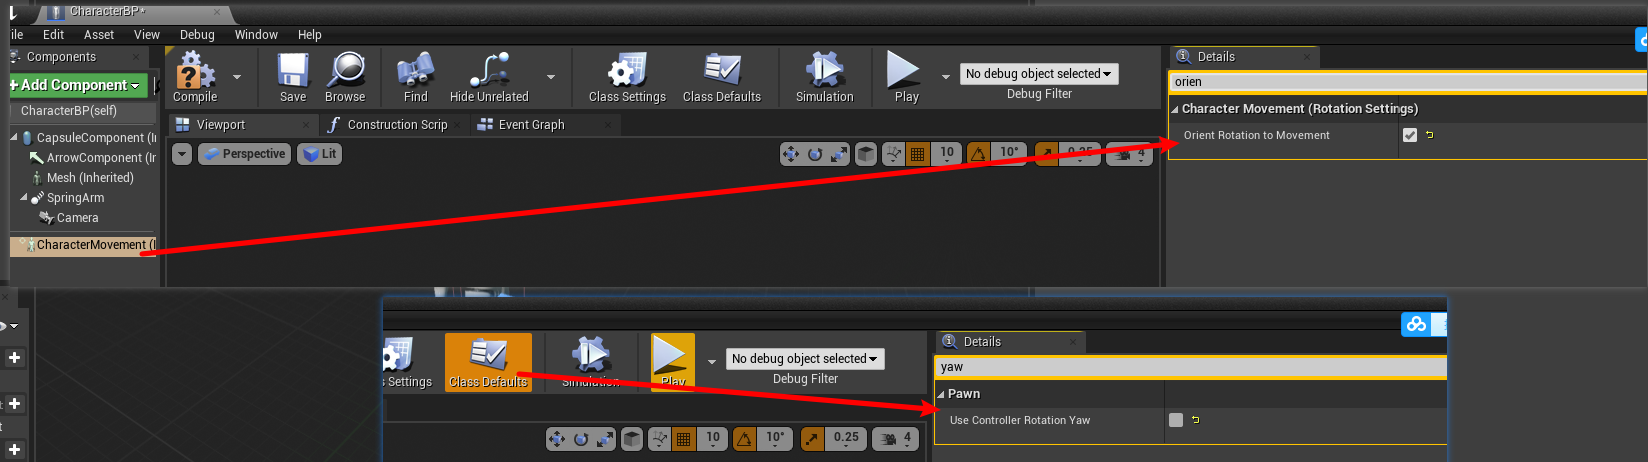 CharacterBP*
ile Edit Asset View Debug Window Help
Components
Details
+Add Component
Compile Save Browse Find Hide Unrelated Class Settings Class Defaults Simulation Play
No debug object selected
Debug Filter
orien
CharacterBP(self)
Viewport Construction Scrip Event Graph
Character Movement (Rotation Settings)
Orient Rotation to Movement
CapsuleComponent (I
ArrowComponent (Ir
Mesh (Inherited)
SpringArm
Camera
CharacterMovement (I
Perspective Lit
10 10° 0.25 4
Settings Class Defaults Simulation Play
No debug object selected
Debug Filter
Details
yaw
Pawn
Use Controller Rotation Yaw
10 10° 0.25 4